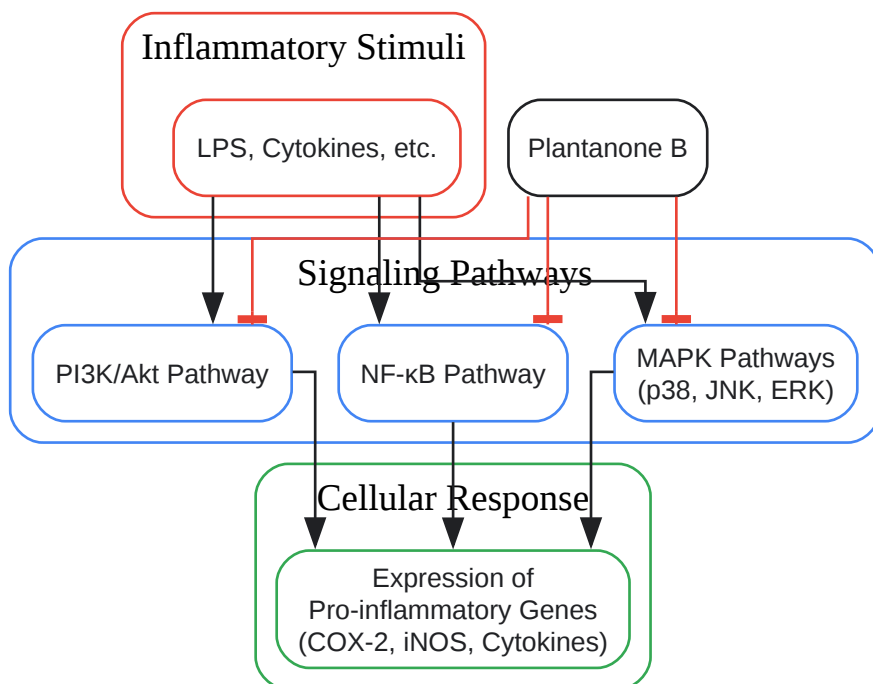 Inflammatory Stimuli
LPS, Cytokines, etc.
Plantanone B
Signaling Pathways
PI3K/Akt Pathway
NF-κB Pathway
MAPK Pathways
(p38, JNK, ERK)
Cellular Response
Expression of
Pro-inflammatory Genes
(COX-2, iNOS, Cytokines)